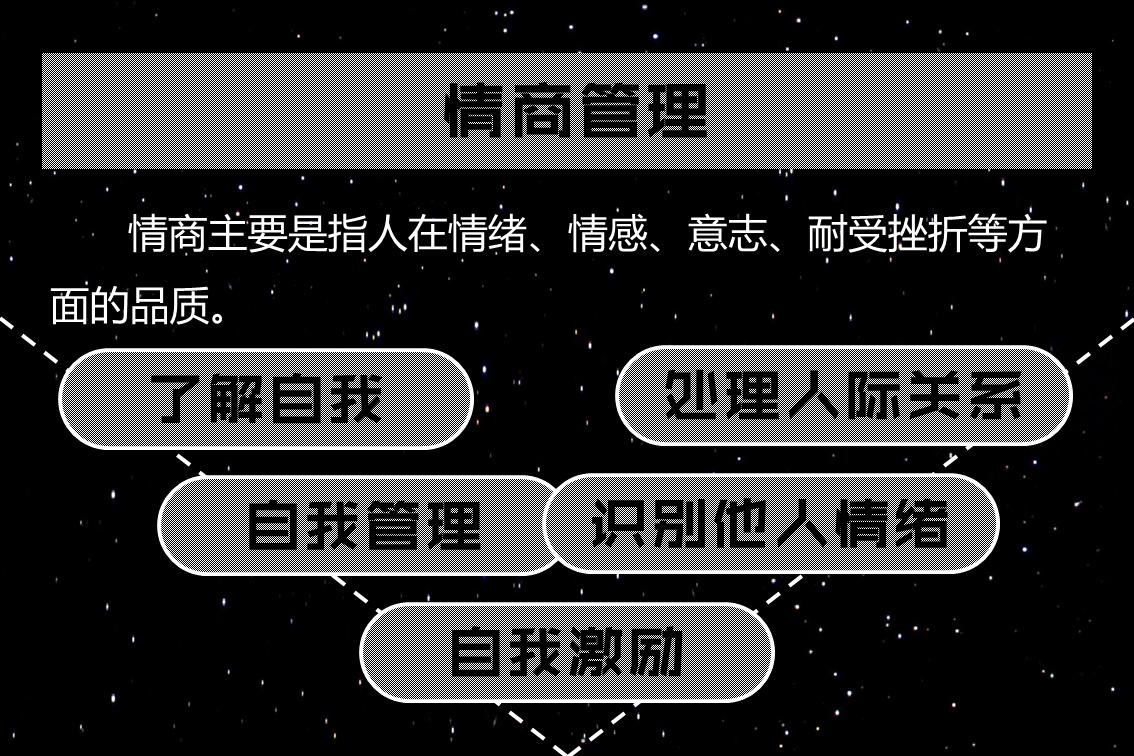 情商管理
情商主要是指人在情绪、情感、意志、耐受挫折等方
面的品质。
了解自我
处理人际关系
自我管理
识别他人情绪
自我激励